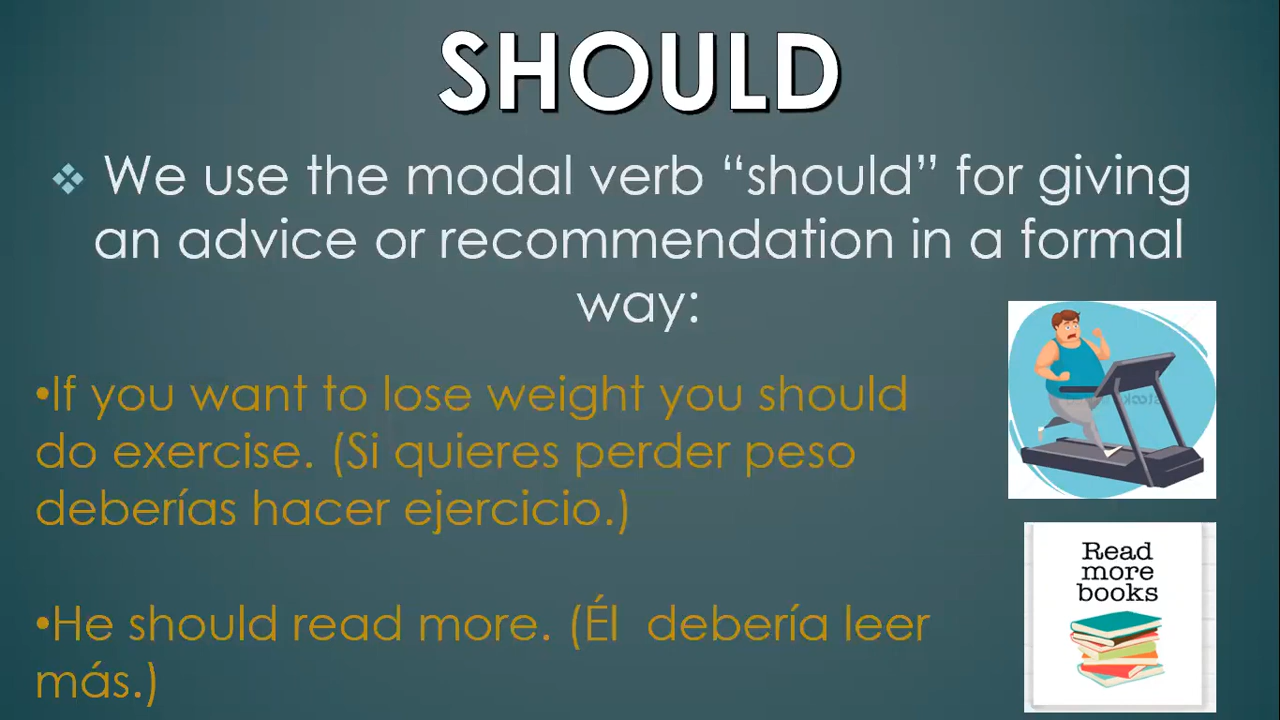 SHOULD
❖ We use the modal verb “should” for giving
an advice or recommendation in a formal
way:
•If you want to lose weight you should
do exercise. (Si quieres perder peso
deberías hacer ejercicio.)
•He should read more. (Él debería leer
más.)
Read
more
books